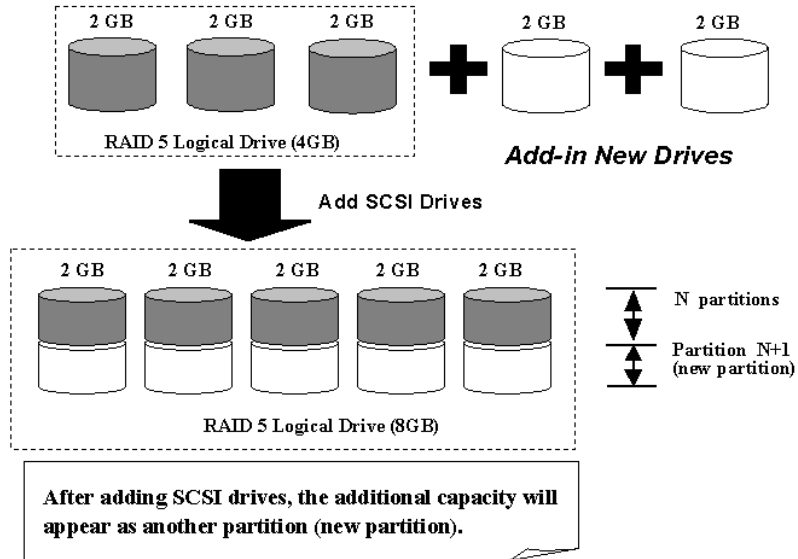 2 GB 2 GB 2 GB 2 GB 2 GB
RAID 5 Logical Drive (4GB)
Add-in New Drives
Add SCSI Drives
2 GB 2 GB 2 GB 2 GB 2 GB
N partitions
Partition N+1
(new partition)
RAID 5 Logical Drive (8GB)
After adding SCSI drives, the additional capacity will
appear as another partition (new partition).